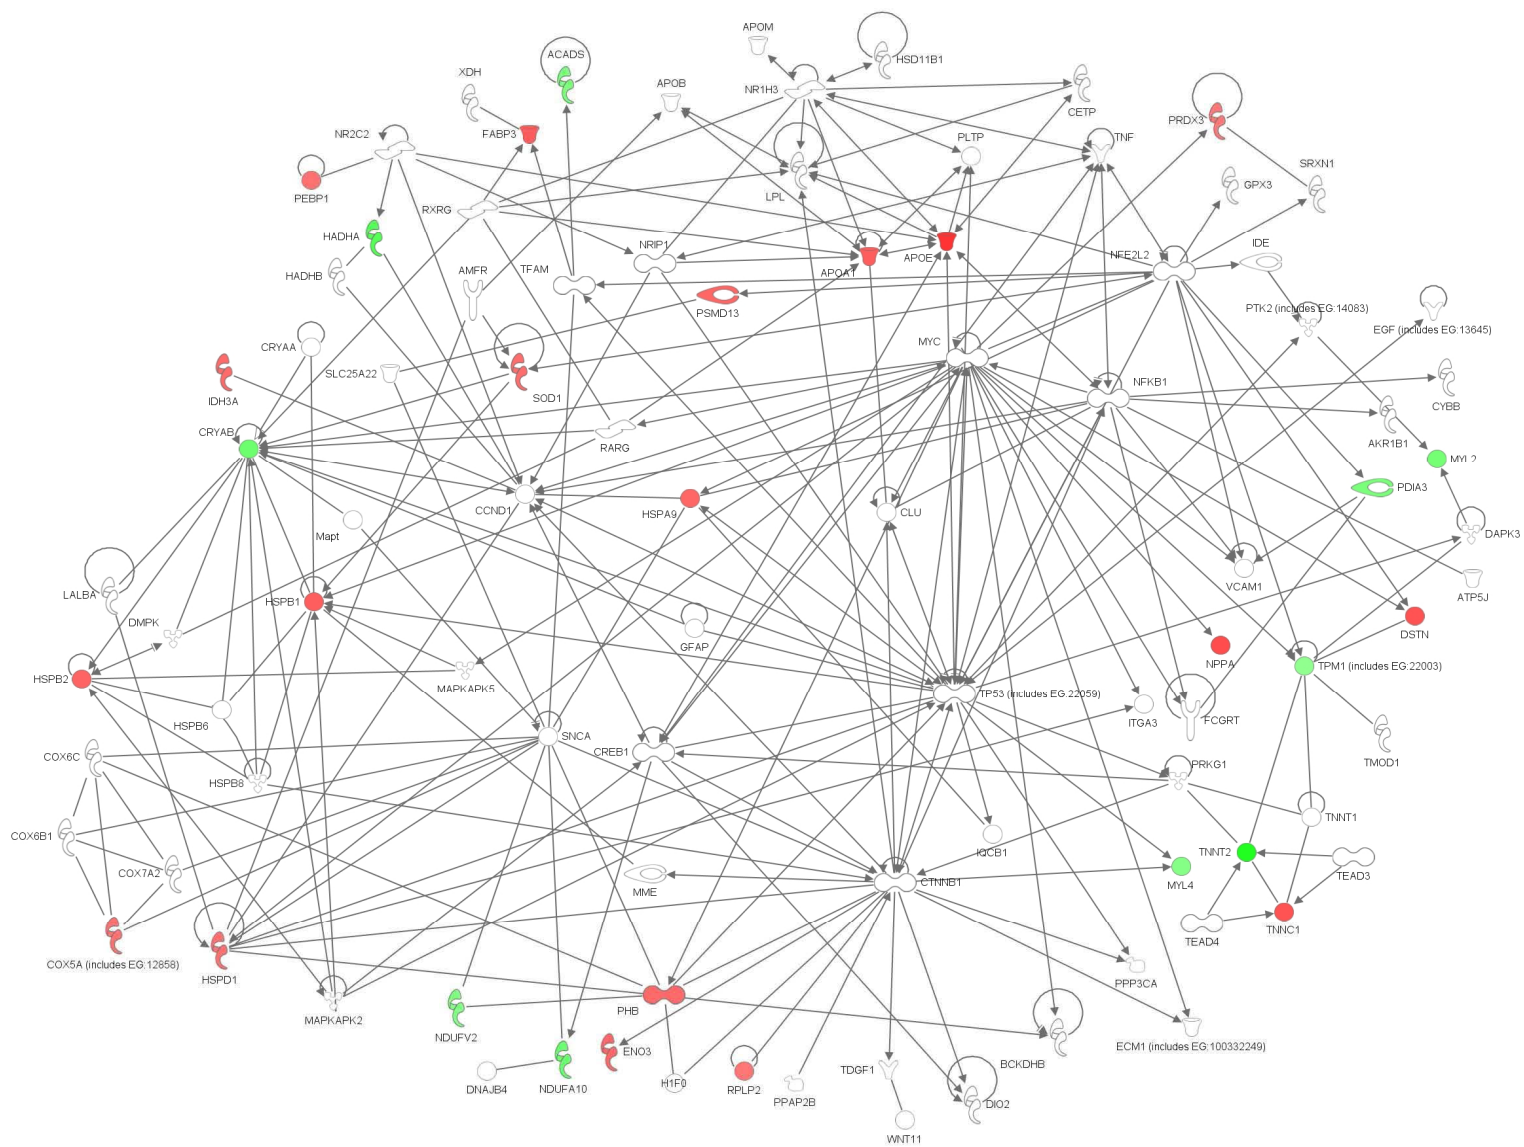 APOM
ACADS
HSD11B1
XDH
APOB
NR1H3
CETP
PRDX3
NR2C2
FABP3
PLTP
TNF
SRXN1
PEBP1
LPL
GPX3
RXRG
HADHA
NRIP1
IDE
HADHB
AMFR
TFAM
APOA1
APOE
NFE2L2
PSMD13
PTK2 (includes EG:14083)
EGF (includes EG:13645)
CRYAA
MYC
SLC25A22
NFKB1
IDH3A
SOD1
CYBB
CRYAB
RARG
AKR1B1
MYL2
PDIA3
CCND1
HSPA9
CLU
Mapt
DAPK3
VCAM1
LALBA
HSPB1
ATP5J
DMPK
DSTN
GFAP
NPPA
TPM1 (includes EG:22003)
HSPB2
MAPKAPK5
TP53 (includes EG:22059)
HSPB6
ITGA3
FCGRT
SNCA
CREB1
COX6C
TMOD1
PRKG1
HSPB8
COX6B1
TNNT1
IQCB1
TNNT2
COX7A2
MME
CTNNB1
MYL4
TEAD3
TNNC1
TEAD4
COX5A (includes EG:12858)
HSPD1
PPP3CA
MAPKAPK2
PHB
NDUFV2
ECM1 (includes EG:100332249)
ENO3
BCKDHB
TDGF1
DNAJB4
NDUFA10
H1F0
RPLP2
PPAP2B
DIO2
WNT11